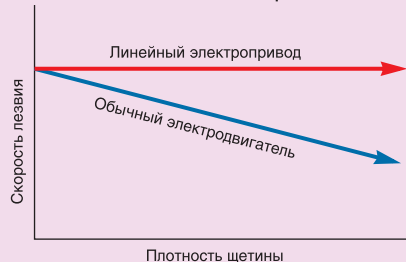 Линейный электропривод
Обычный электродвигатель
Скорость лезвия
Плотность щетины